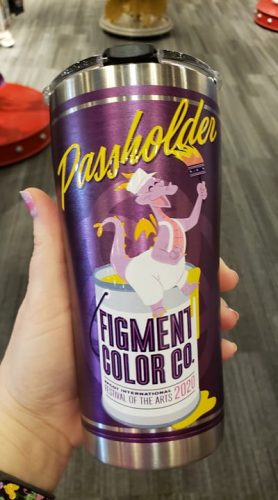 Passholder
FIGMENT
COLOR CO.
EPCOT INTERNATIONAL
FESTIVAL OF THE ARTS 2020